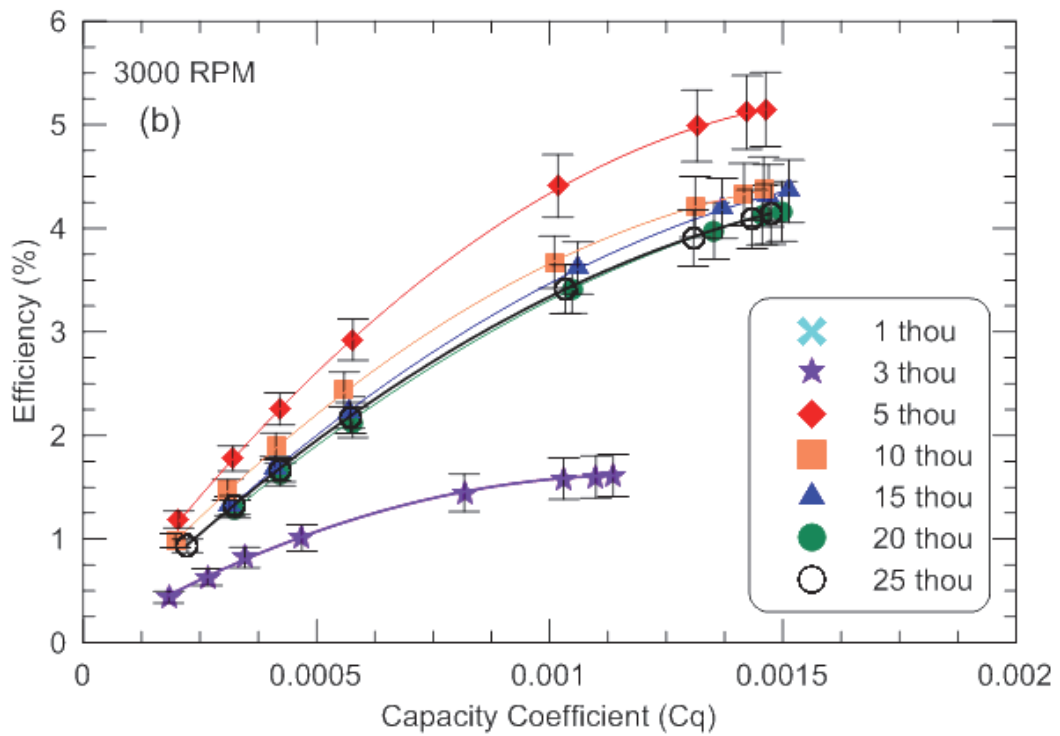 6
5
4
3
2
1
0
Efficiency (%)
3000 RPM
(b)
1 thou
3 thou
5 thou
10 thou
15 thou
20 thou
25 thou
0 0.0005 0.001 0.0015 0.002
Capacity Coefficient (Cq)